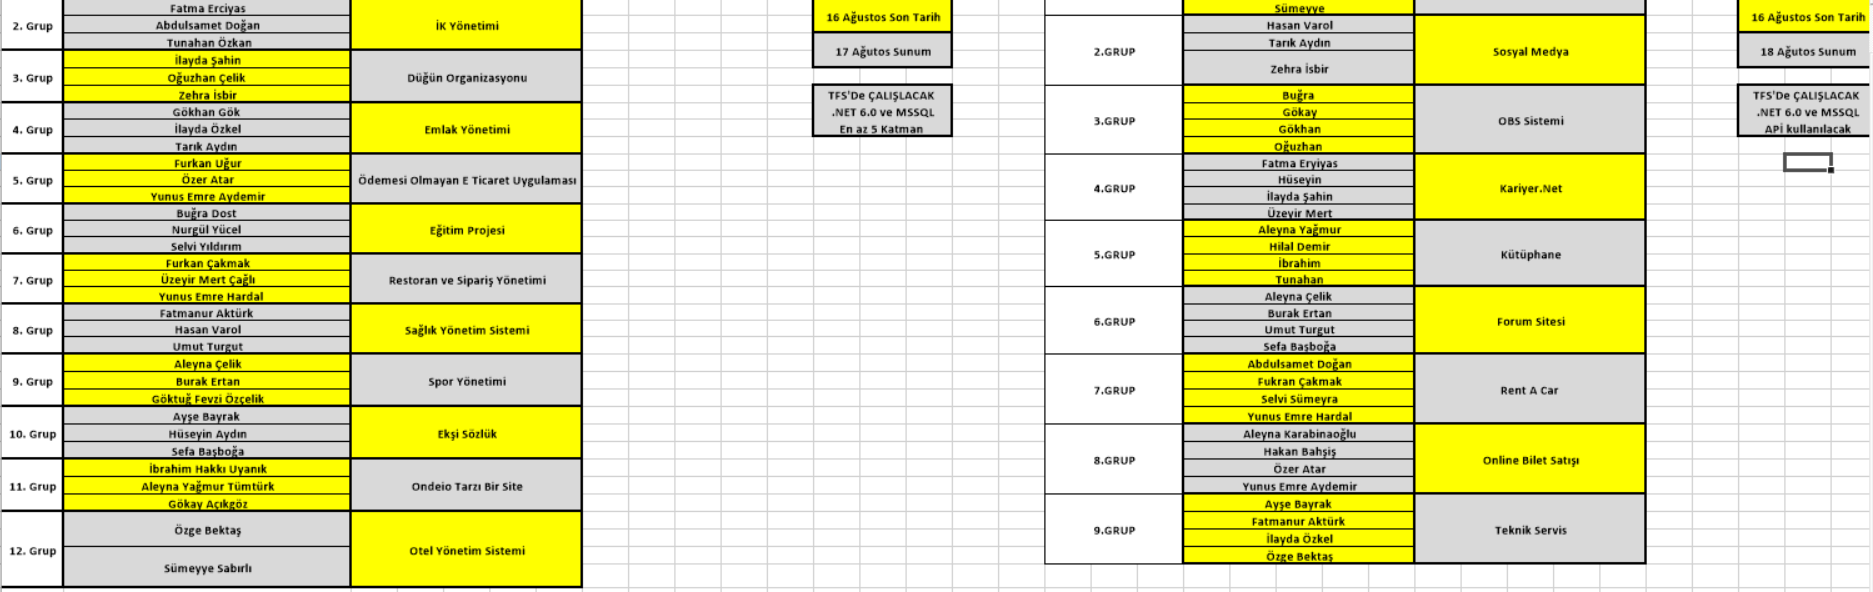 Fatma Erciyas
2. Grup
Abdulsamet Doğan
İK Yönetimi
Tunahan Özkan
İlayda Şahin
3. Grup
Oğuzhan Çelik
Düğün Organizasyonu
Zehra İsbir
Gökhan Gök
4. Grup
İlayda Özkel
Emlak Yönetimi
Tarık Aydın
Furkan Uğur
5. Grup
Özer Atar
Ödemesi Olmayan E Ticaret Uygulaması
Yunus Emre Aydemir
Buğra Dost
6. Grup
Nurgül Yücel
Eğitim Projesi
Selvi Yıldırım
Furkan Çakmak
7. Grup
Üzeyir Mert Çağlı
Restoran ve Sipariş Yönetimi
Yunus Emre Hardal
Fatmanur Aktürk
8. Grup
Hasan Varol
Sağlık Yönetim Sistemi
Umut Turgut
Aleyna Çelik
9. Grup
Burak Ertan
Spor Yönetimi
Göktuğ Fevzi Özçelik
Ayşe Bayrak
10. Grup
Hüseyin Aydın
Ekşi Sözlük
Sefa Başboğa
İbrahim Hakkı Uyanık
11. Grup
Aleyna Yağmur Tümtürk
Ondeio Tarzı Bir Site
Gökay Açıkgöz
Özge Bektaş
12. Grup
Otel Yönetim Sistemi
Sümeyye Sabırlı
16 Ağustos Son Tarih
17 Ağutos Sunum
TFS'De ÇALIŞLACAK
.NET 6.0 ve MSSQL
En az 5 Katman
Sümeyye
Hasan Varol
2.GRUP
Tarık Aydın
Sosyal Medya
Zehra İsbir
Buğra
Gökay
3.GRUP
OBS Sistemi
Gökhan
Oğuzhan
Fatma Eryiyas
Hüseyin
4.GRUP
Kariyer.Net
İlayda Şahin
Üzeyir Mert
Aleyna Yağmur
Hilal Demir
5.GRUP
Kütüphane
İbrahim
Tunahan
Aleyna Çelik
Burak Ertan
6.GRUP
Forum Sitesi
Umut Turgut
Sefa Başboğa
Abdulsamet Doğan
Fukran Çakmak
7.GRUP
Rent A Car
Selvi Sümeyra
Yunus Emre Hardal
Aleyna Karabinaoğlu
Hakan Bahşiş
8.GRUP
Online Bilet Satışı
Özer Atar
Yunus Emre Aydemir
Ayşe Bayrak
Fatmanur Aktürk
9.GRUP
Teknik Servis
İlayda Özkel
Özge Bektaş
16 Ağustos Son Tarih
18 Ağutos Sunum
TFS'De ÇALIŞLACAK
.NET 6.0 ve MSSQL
APİ kullanılacak